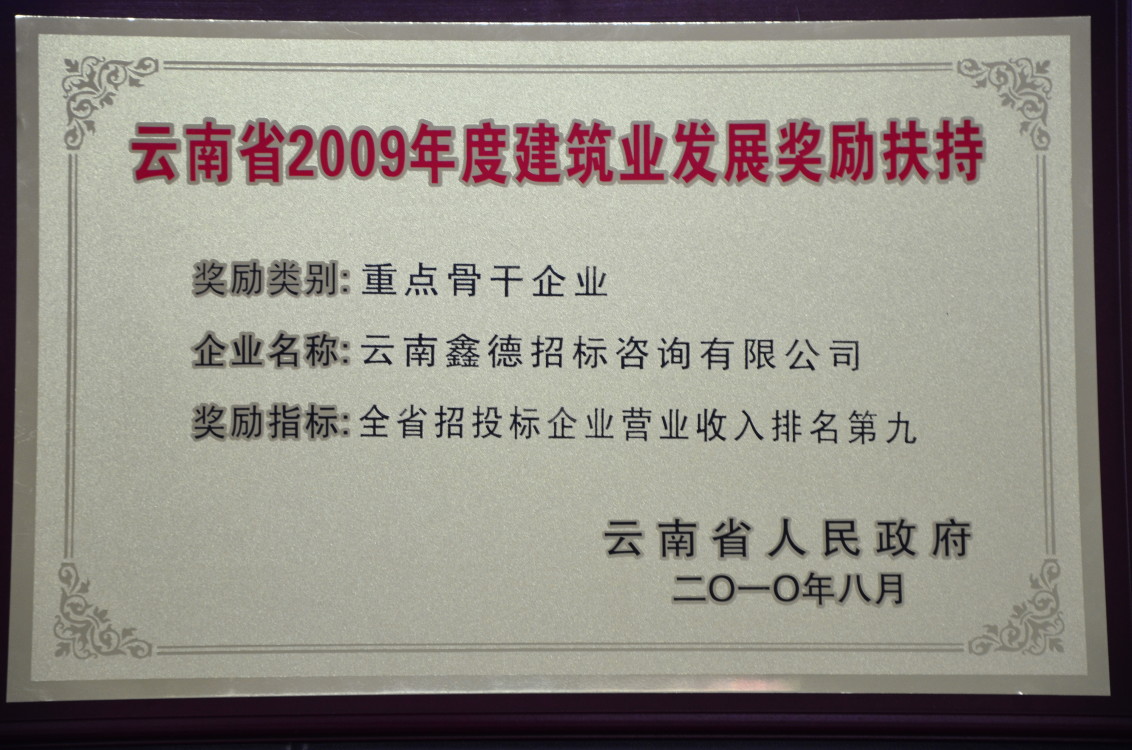 云南省2009年度建筑业发展奖励扶持
奖励类别:重点骨干企业
企业名称:云南鑫德招标咨询有限公司
奖励指标:全省招投标企业营业收入排名第九
云南省人民政府
二〇一〇年八月